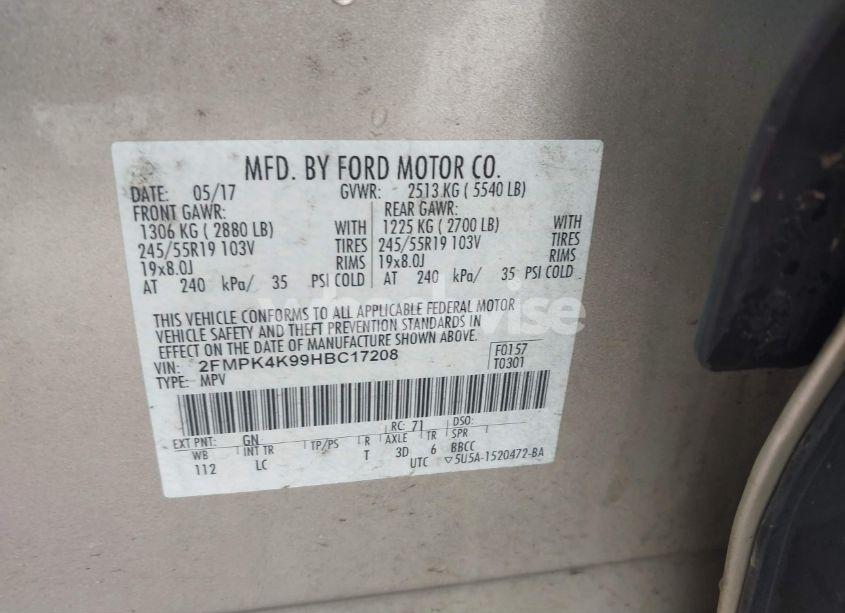 MFD. BY FORD MOTOR CO.
DATE: 05/17 GVWR: 2513 KG ( 5540 LB)
FRONT GAWR: REAR GAWR:
1306 KG ( 2880 LB) WITH 1225 KG ( 2700 LB) WITH
245/55R19 103V TIRES 245/55R19 103V TIRES
19x8.0J RIMS 19x8.0J RIMS
AT 240 kPa/ 35 PSI COLD AT 240 kPa/ 35 PSI COLD
THIS VEHICLE CONFORMS TO ALL APPLICABLE FEDERAL MOTOR
VEHICLE SAFETY AND THEFT PREVENTION STANDARDS IN
EFFECT ON THE DATE OF MANUFACTURE SHOWN ABOVE.
VIN: 2FMPK4K99HBC17208 F0157
TYPE: MPV T0301
EXT PNT: GN RC: 71 DSO:
WB INT TR TP/PS R AXLE TR SPR
112 LC T 3D 6 BBCC
UTC ▽5U5A-1520472-BA